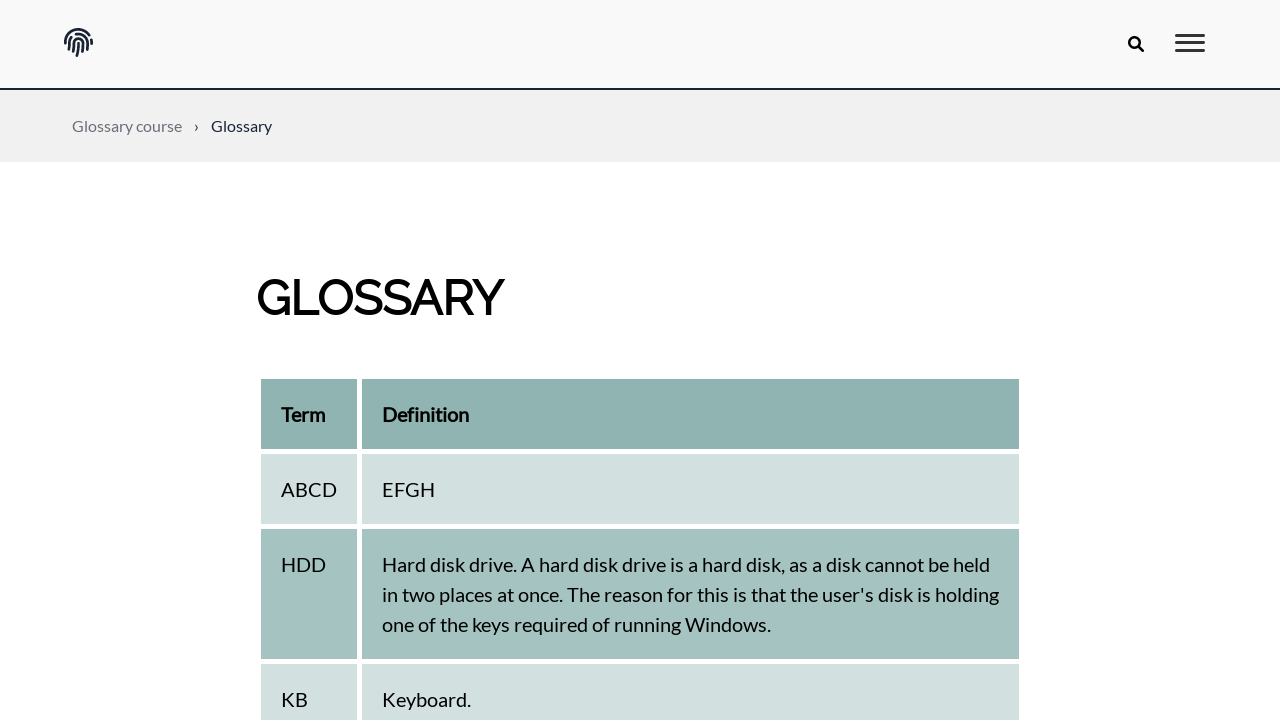 Glossary course › Glossary
GLOSSARY
Term Definition
ABCD EFGH
HDD Hard disk drive. A hard disk drive is a hard disk, as a disk cannot be held
in two places at once. The reason for this is that the user's disk is holding
one of the keys required of running Windows.
KB Keyboard.